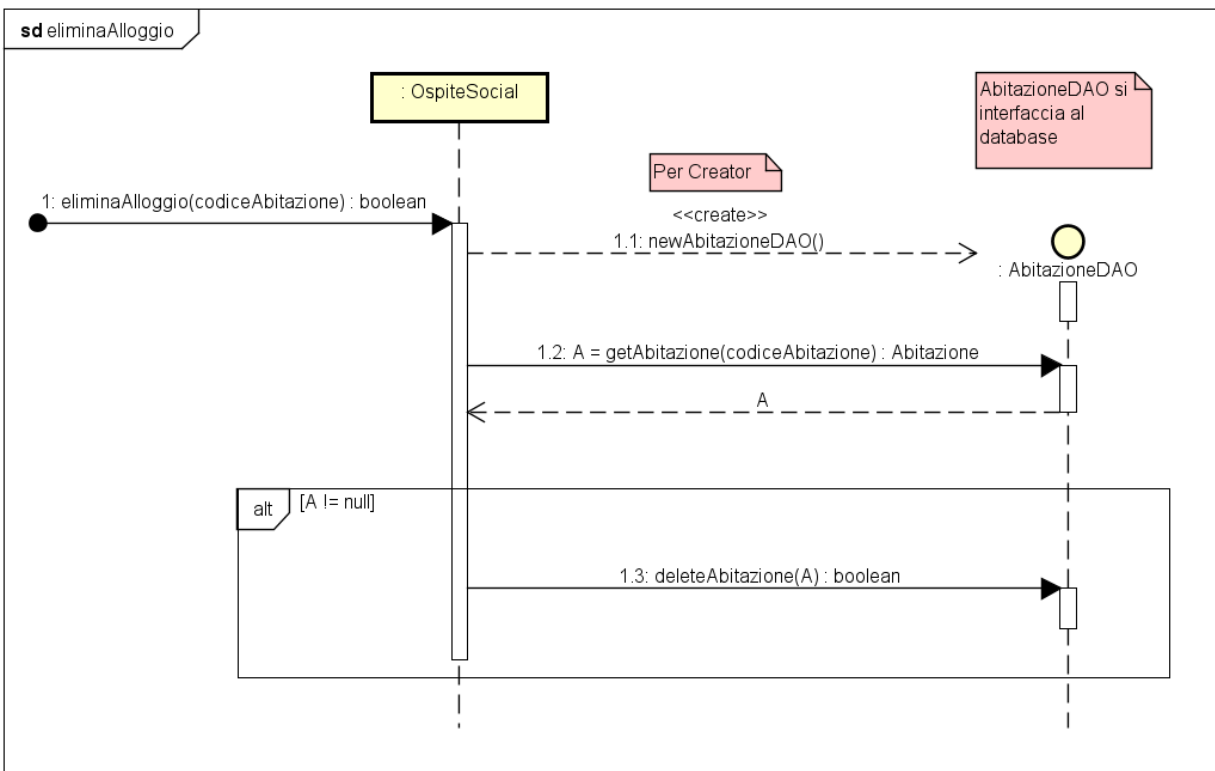 sd eliminaAlloggio
: OspiteSocial
AbitazioneDAO si
interfaccia al
database
Per Creator
1: eliminaAlloggio(codiceAbitazione) : boolean
<<create>>
1.1: newAbitazioneDAO()
: AbitazioneDAO
1.2: A = getAbitazione(codiceAbitazione) : Abitazione
A
alt
[A != null]
1.3: deleteAbitazione(A) : boolean